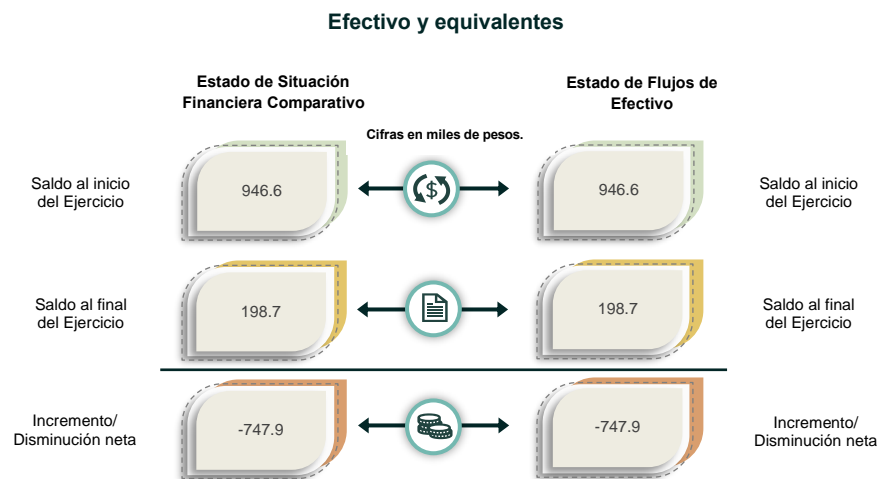 Efectivo y equivalentes
Estado de Situación
Financiera Comparativo
Estado de Flujos de
Efectivo
Cifras en miles de pesos.
Saldo al inicio
del Ejercicio
946.6
$
946.6
Saldo al inicio
del Ejercicio
Saldo al final
del Ejercicio
198.7
198.7
Saldo al final
del Ejercicio
Incremento/
Disminución neta
-747.9
-747.9
Incremento/
Disminución neta